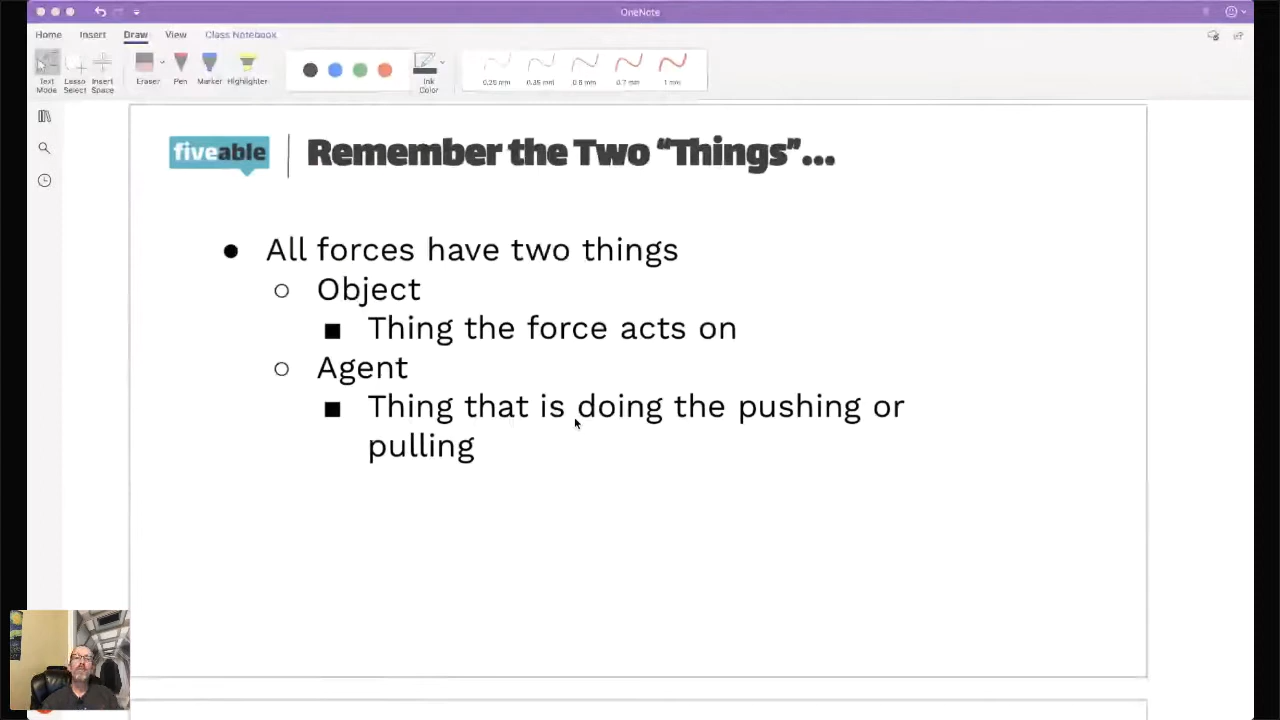 OneNote
Home Insert Draw View Class Notebook
Text Mode
Lasso Select
Insert Space
Eraser
Pen
Marker
Highlighter
Ink Color
0.25 mm
0.35 mm
0.5 mm
0.7 mm
1 mm
fiveable
Remember the Two “Things”...
● All forces have two things
○ Object
■ Thing the force acts on
○ Agent
■ Thing that is doing the pushing or
pulling